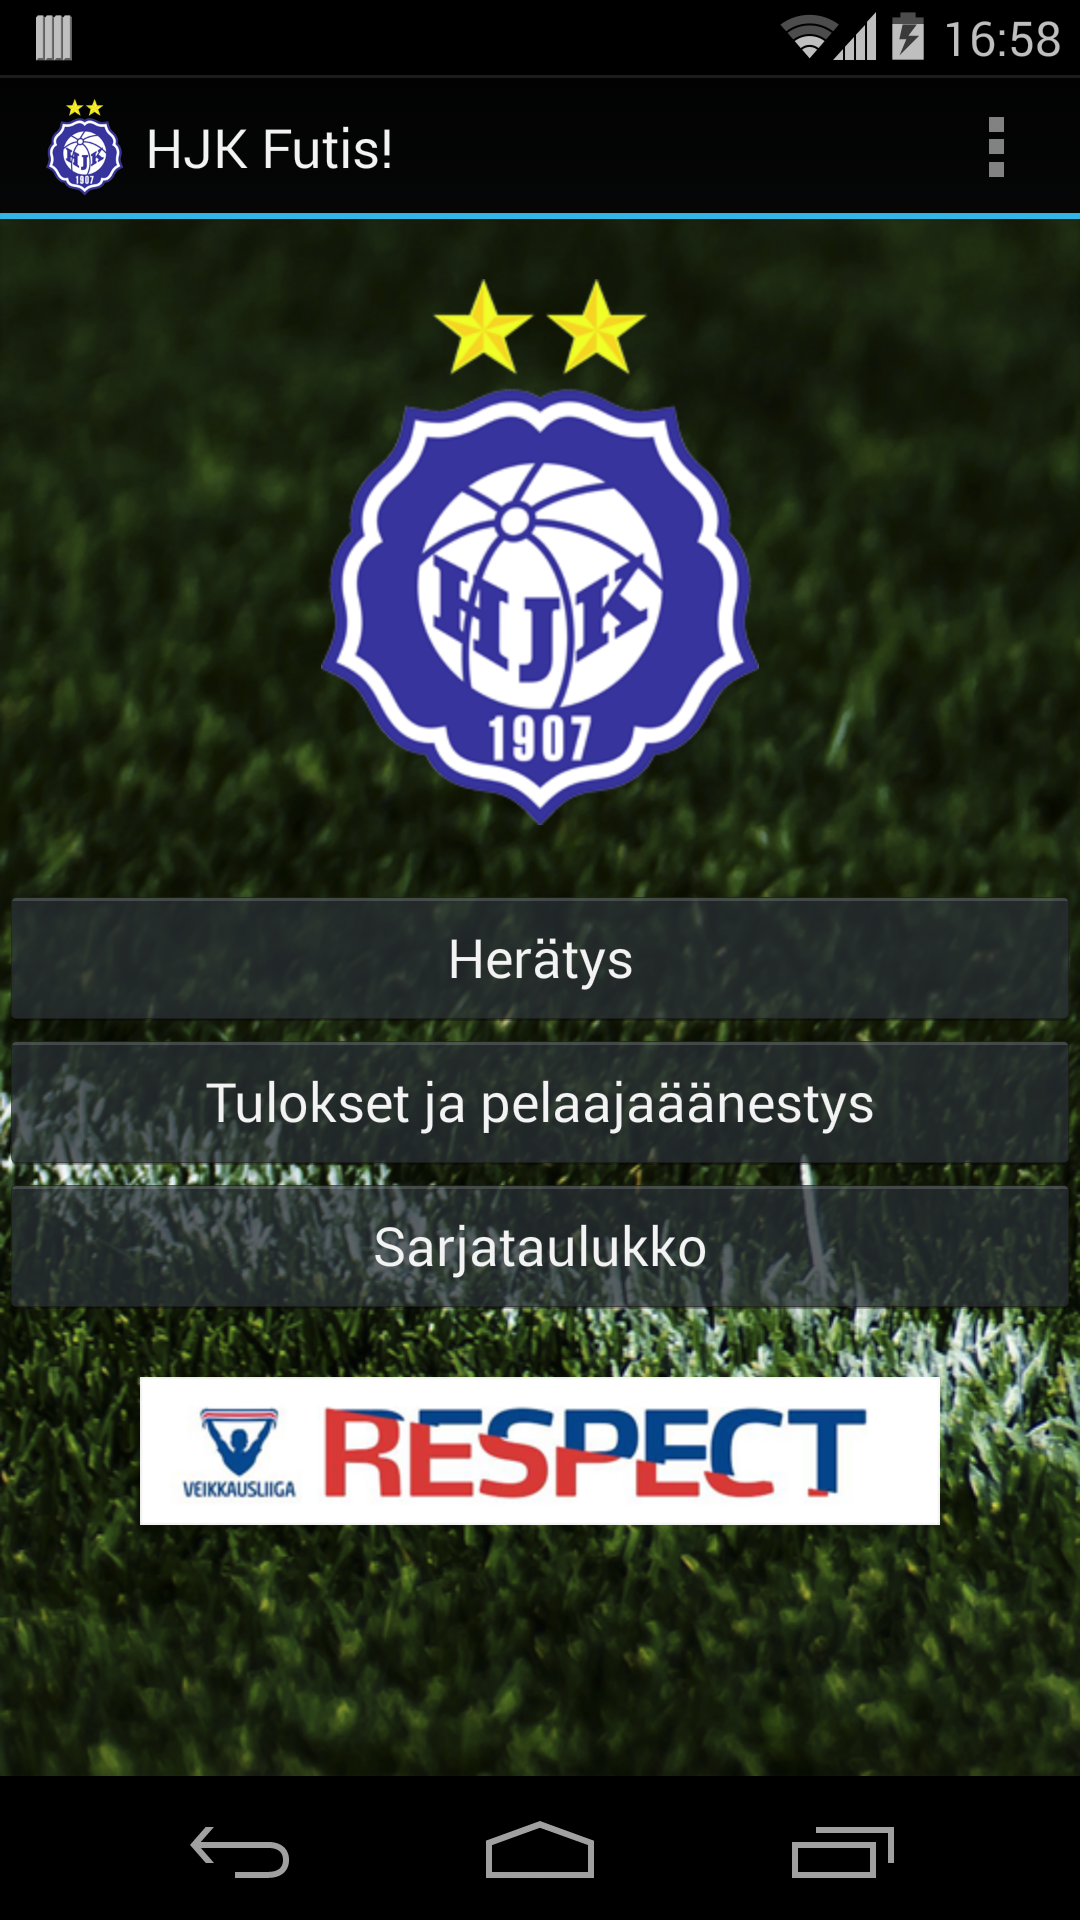 16:58
HJK Futis!
HJK
1907
Herätys
Tulokset ja pelaajaäänestys
Sarjataulukko
VEIKKAUSLIIGA
RESPECT